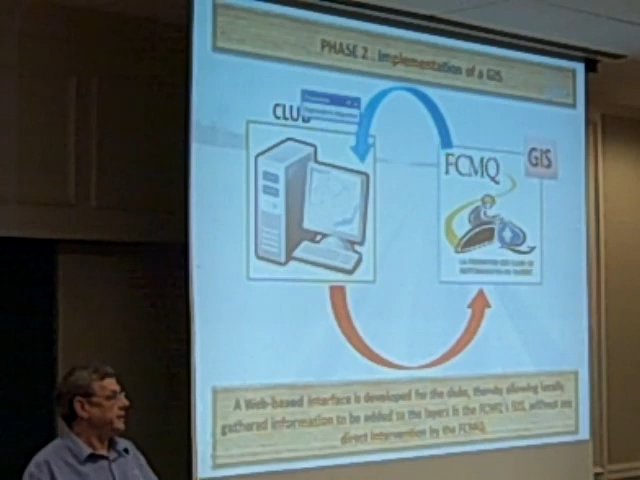 PHASE 2 : Implementation of a GIS
CLUB
FCMQ
GIS
A Web-based interface is developed for the clubs, thereby allowing locally
gathered information to be added to the layers in the FCMQ's GIS, without any
direct intervention by the FCMQ.